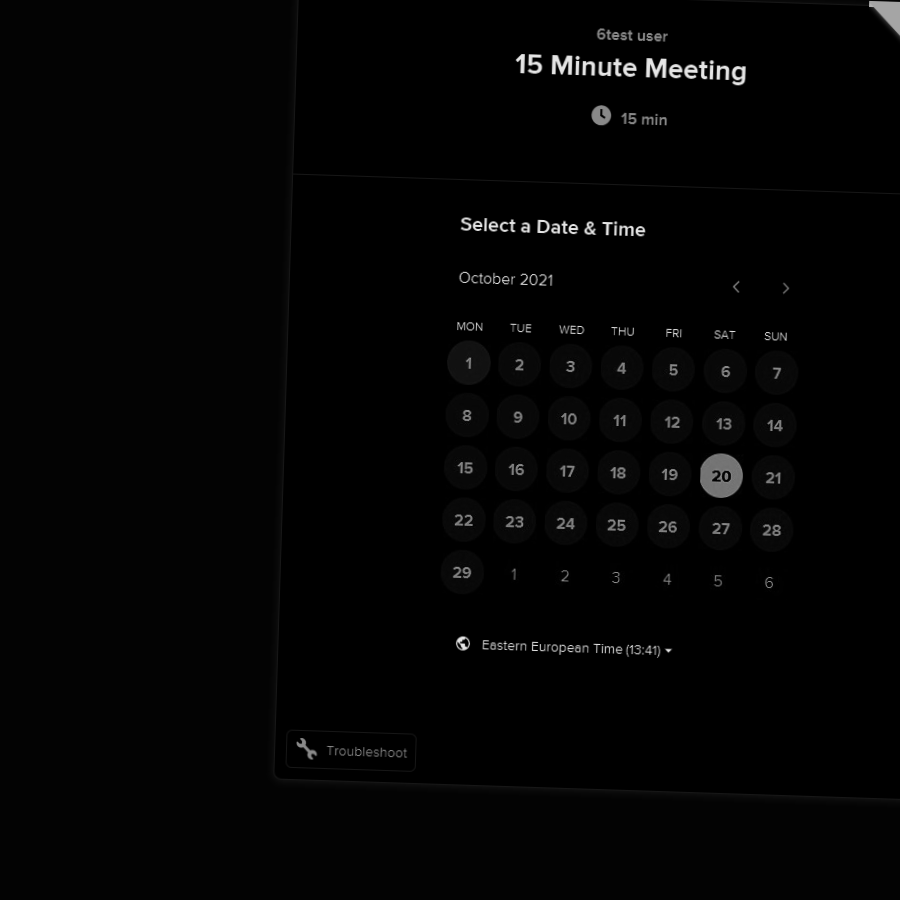 6test user
15 Minute Meeting
15 min
Select a Date & Time
October 2021
MON TUE WED THU FRI SAT SUN
1 2 3 4 5 6 7
8 9 10 11 12 13 14
15 16 17 18 19 20 21
22 23 24 25 26 27 28
29 1 2 3 4 5 6
Eastern European Time (13:41)
Troubleshoot